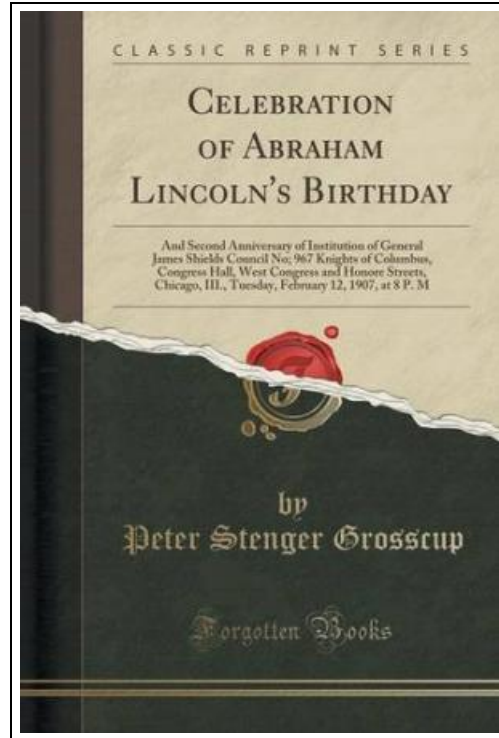 CLASSIC REPRINT SERIES
CELEBRATION
OF ABRAHAM
LINCOLN'S BIRTHDAY
And Second Anniversary of Institution of General
James Shields Council No; 967 Knights of Columbus,
Congress Hall, West Congress and Honore Streets,
Chicago, III., Tuesday, February 12, 1907, at 8 P. M
by
Peter Stenger Grosscup
Forgotten Books